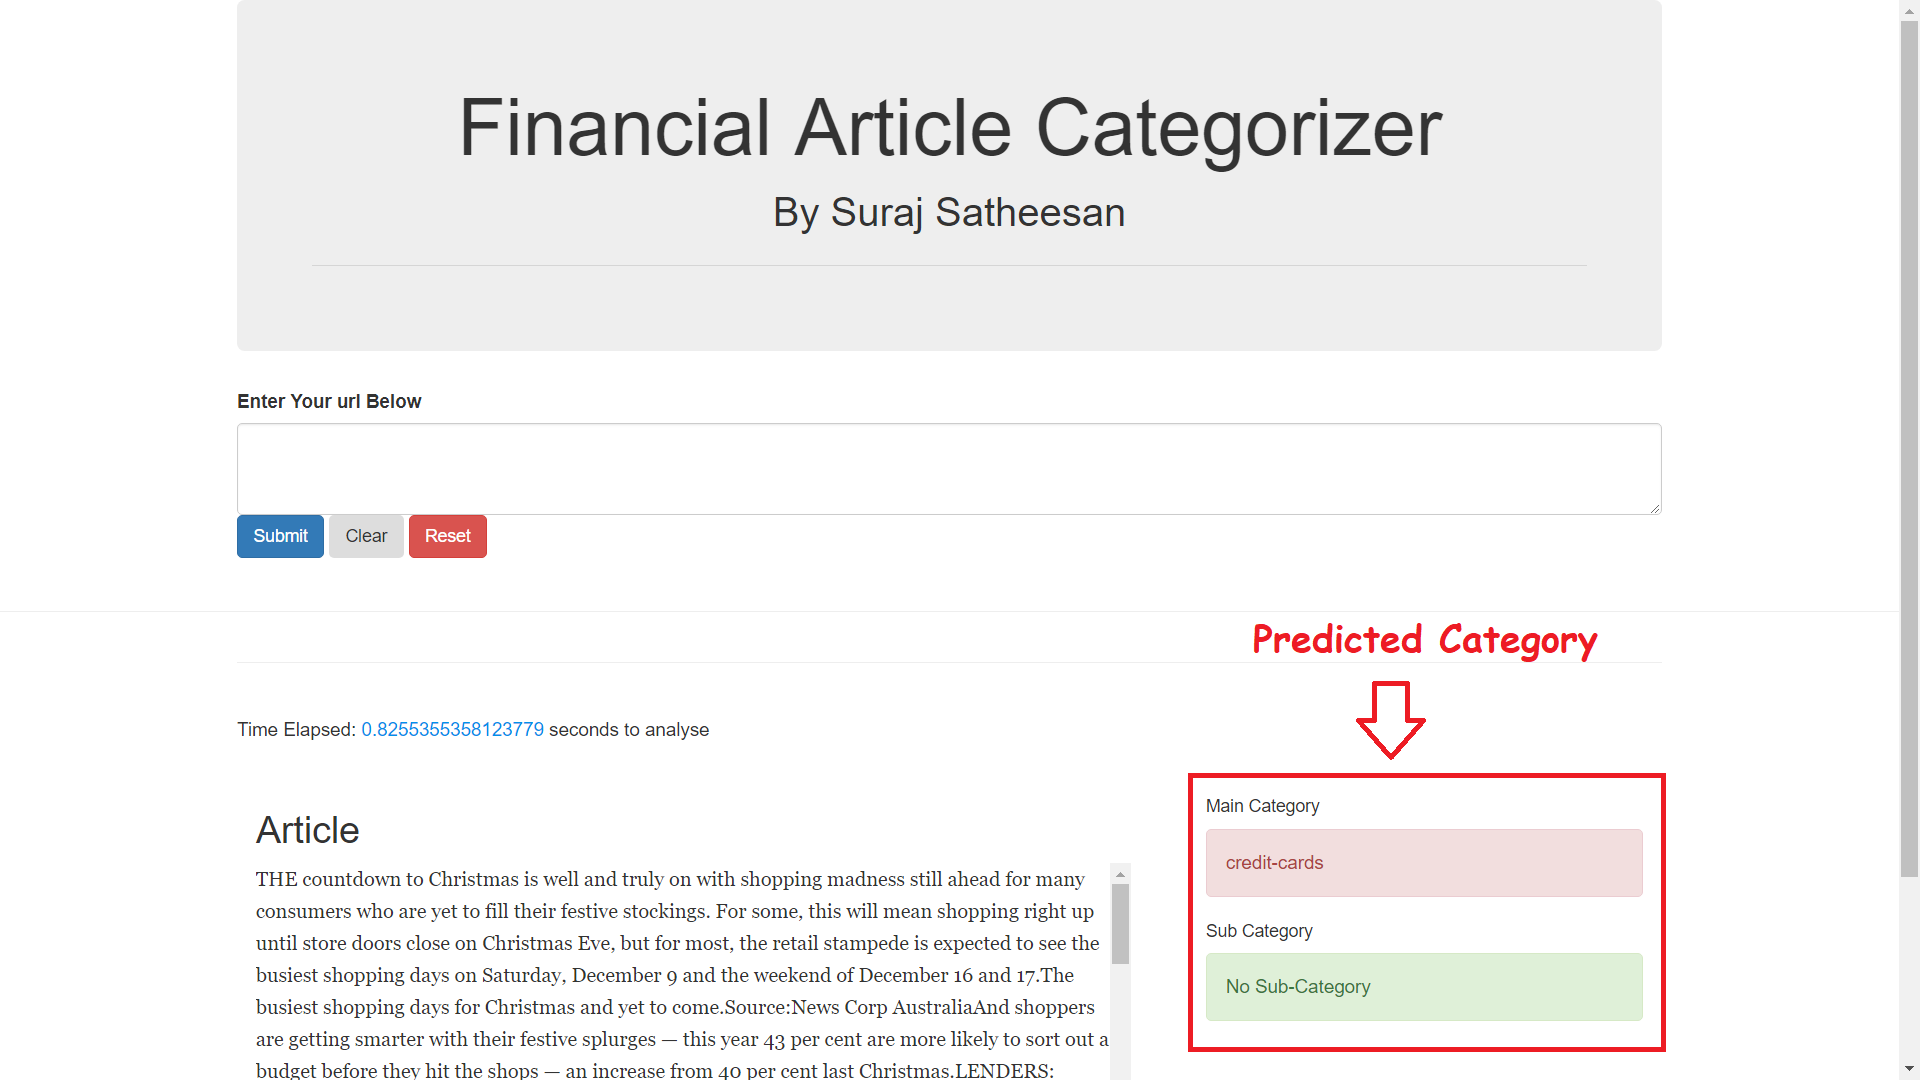 Financial Article Categorizer
By Suraj Satheesan
Enter Your url Below
Submit Clear Reset
Predicted Category
Time Elapsed: 0.8255355358123779 seconds to analyse
Article
THE countdown to Christmas is well and truly on with shopping madness still ahead for many
consumers who are yet to fill their festive stockings. For some, this will mean shopping right up
until store doors close on Christmas Eve, but for most, the retail stampede is expected to see the
busiest shopping days on Saturday, December 9 and the weekend of December 16 and 17.The
busiest shopping days for Christmas and yet to come.Source:News Corp AustraliaAnd shoppers
are getting smarter with their festive splurges — this year 43 per cent are more likely to sort out a
budget before they hit the shops — an increase from 40 per cent last Christmas.LENDERS:
Main Category
credit-cards
Sub Category
No Sub-Category